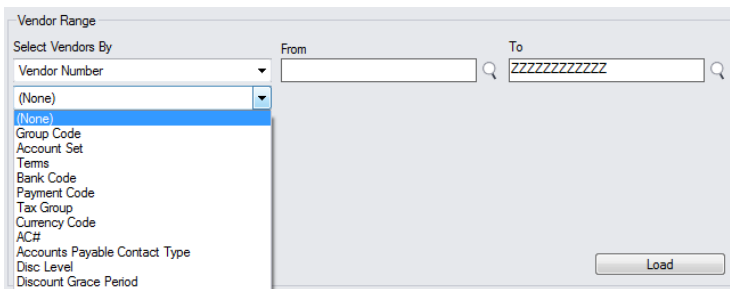 Vendor Range
Select Vendors By From To
Vendor Number ZZZZZZZZZZZZ
(None)
(None)
Group Code
Account Set
Terms
Bank Code
Payment Code
Tax Group
Currency Code
AC#
Accounts Payable Contact Type
Disc Level
Discount Grace Period
Load